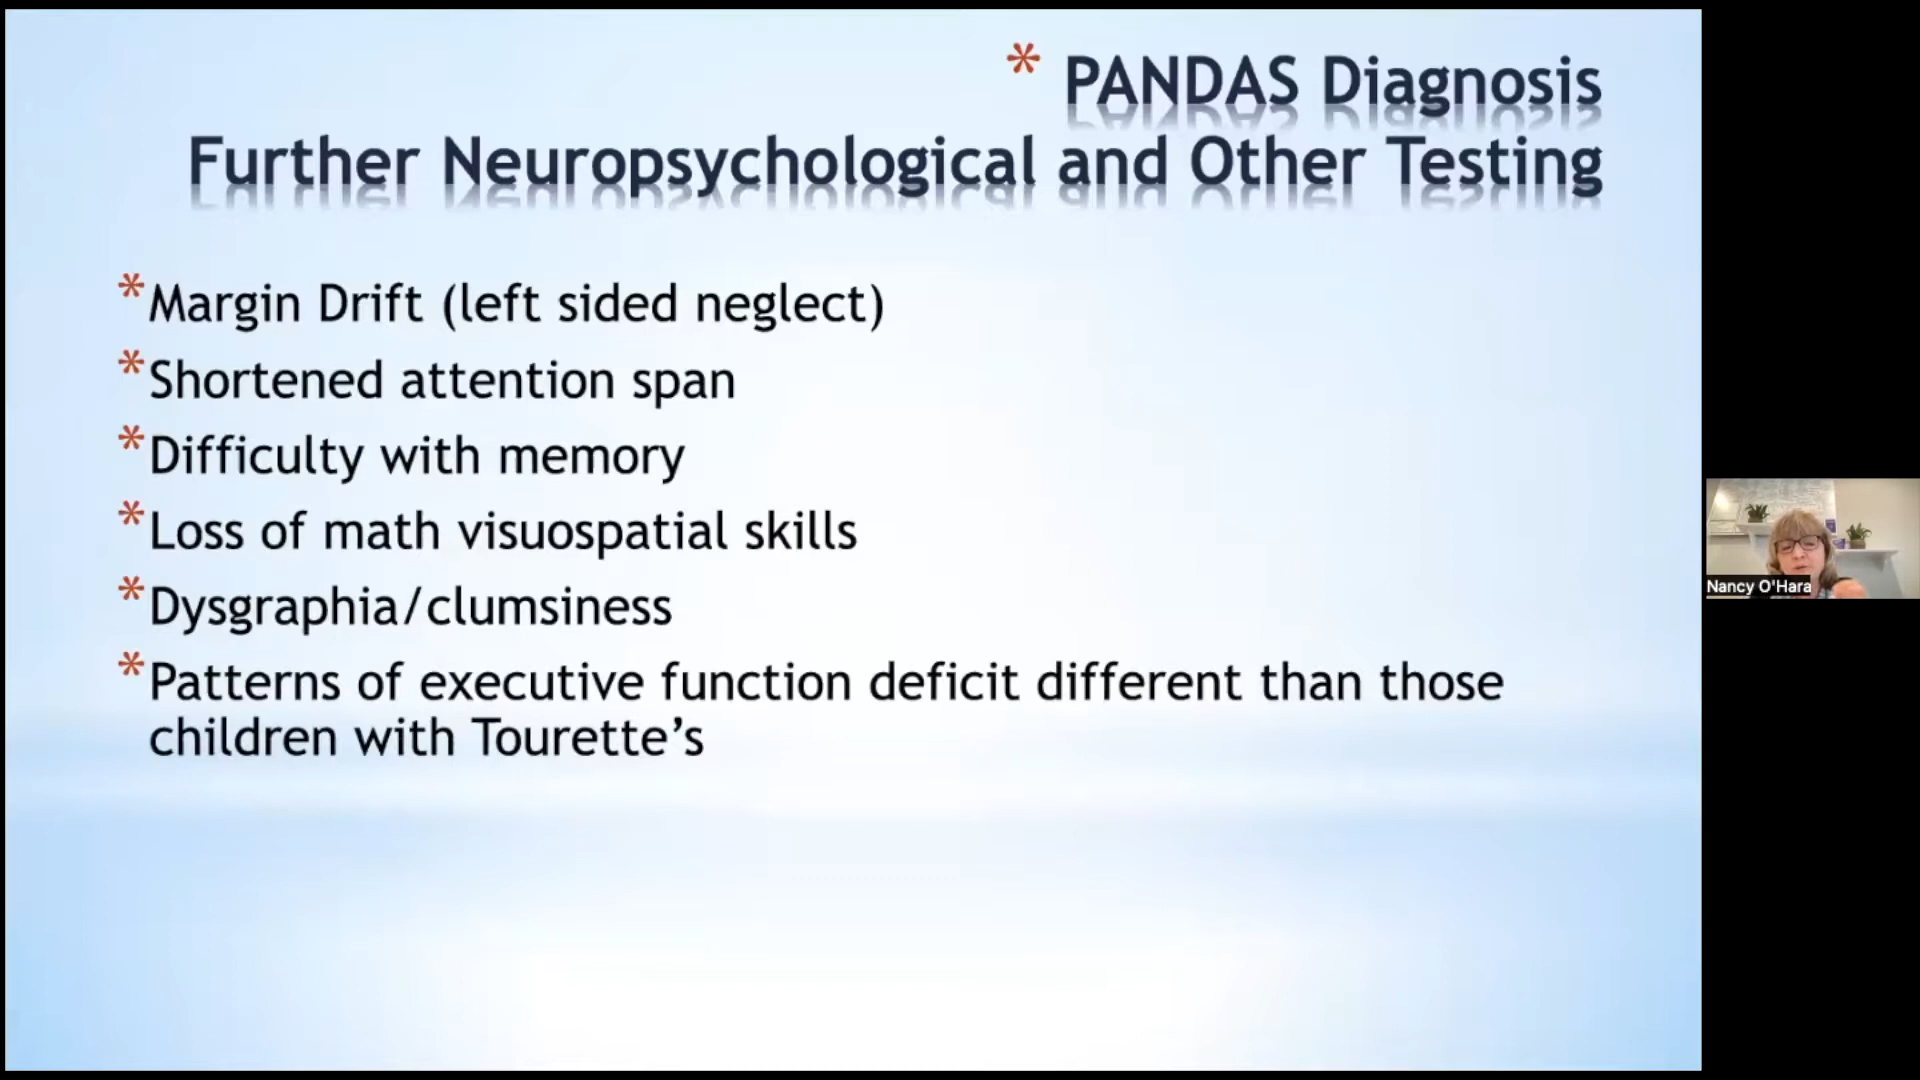 * PANDAS Diagnosis
Further Neuropsychological and Other Testing
* Margin Drift (left sided neglect)
* Shortened attention span
* Difficulty with memory
* Loss of math visuospatial skills
* Dysgraphia/clumsiness
* Patterns of executive function deficit different than those
children with Tourette’s
Nancy O'Hara